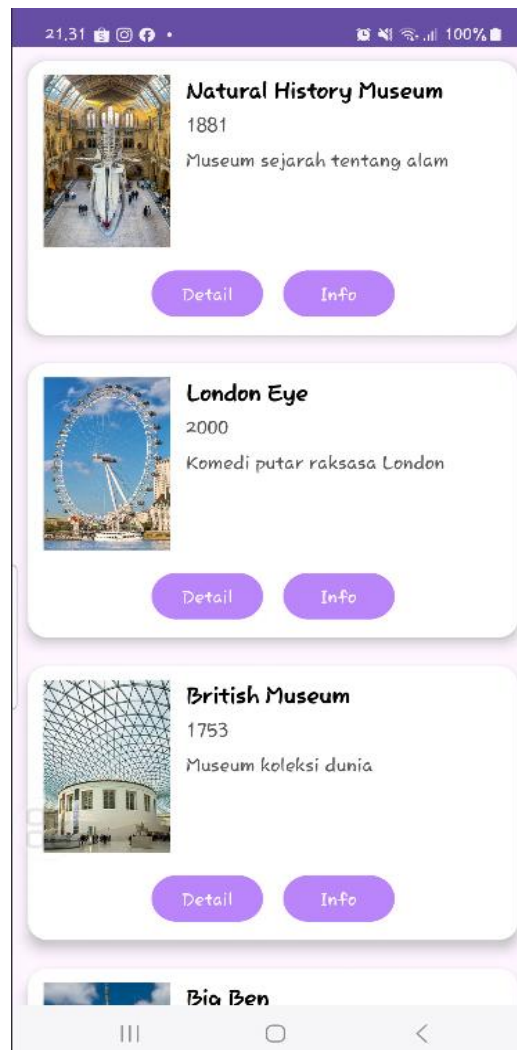 21.31 100%
Natural History Museum
1881
Museum sejarah tentang alam
Detail Info
London Eye
2000
Komedi putar raksasa London
Detail Info
British Museum
1753
Museum koleksi dunia
Detail Info
Big Ben